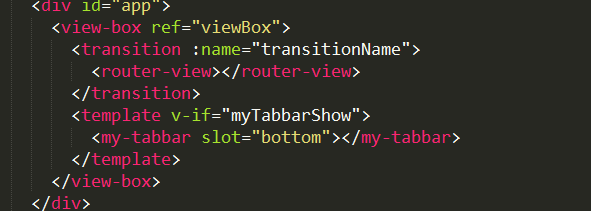 <div id="app">
<view-box ref="viewBox">
<transition :name="transitionName">
<router-view></router-view>
</transition>
<template v-if="myTabbarShow">
<my-tabbar slot="bottom"></my-tabbar>
</template>
</view-box>
</div>